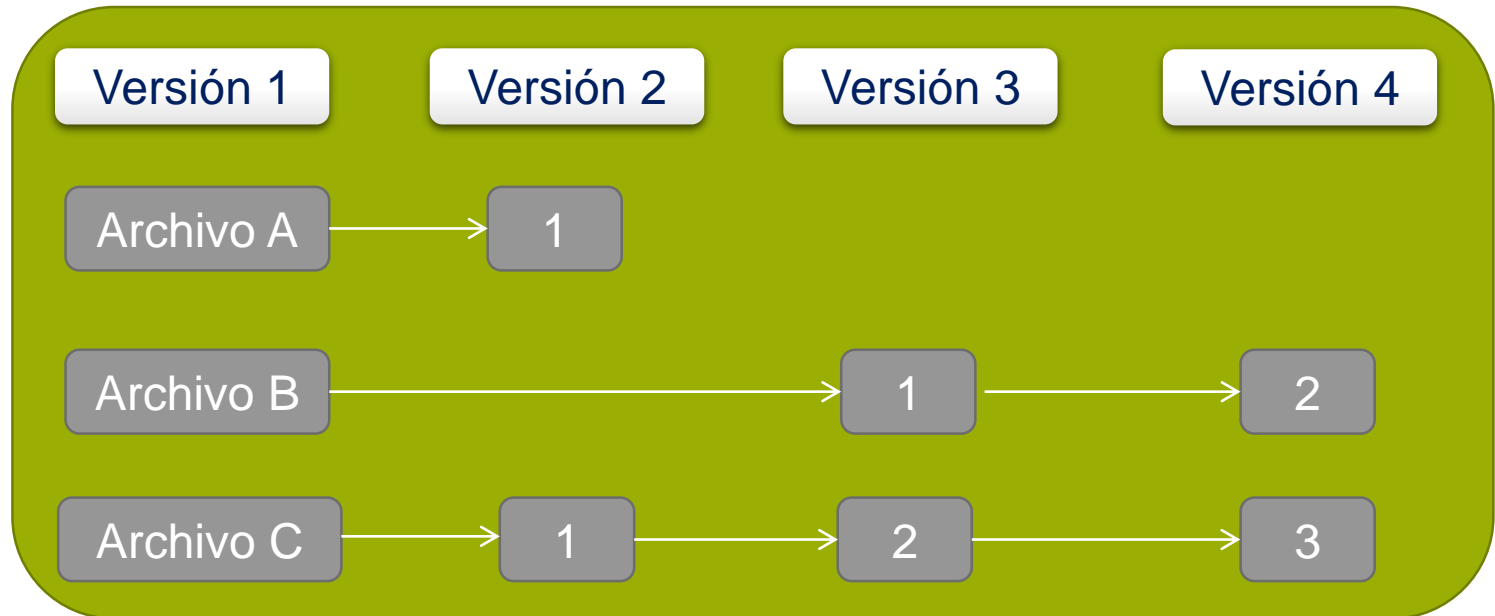 Versión 1
Versión 2
Versión 3
Versión 4
Archivo A
1
Archivo B
1
2
Archivo C
1
2
3